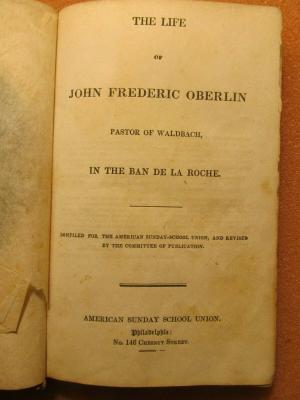 THE LIFE
OF
JOHN FREDERIC OBERLIN
PASTOR OF WALDBACH,
IN THE BAN DE LA ROCHE.
COMPILED FOR THE AMERICAN SUNDAY-SCHOOL UNION, AND REVISED
BY THE COMMITTEE OF PUBLICATION.
AMERICAN SUNDAY SCHOOL UNION.
Philadelphia:
No. 146 CHESNUT STREET.